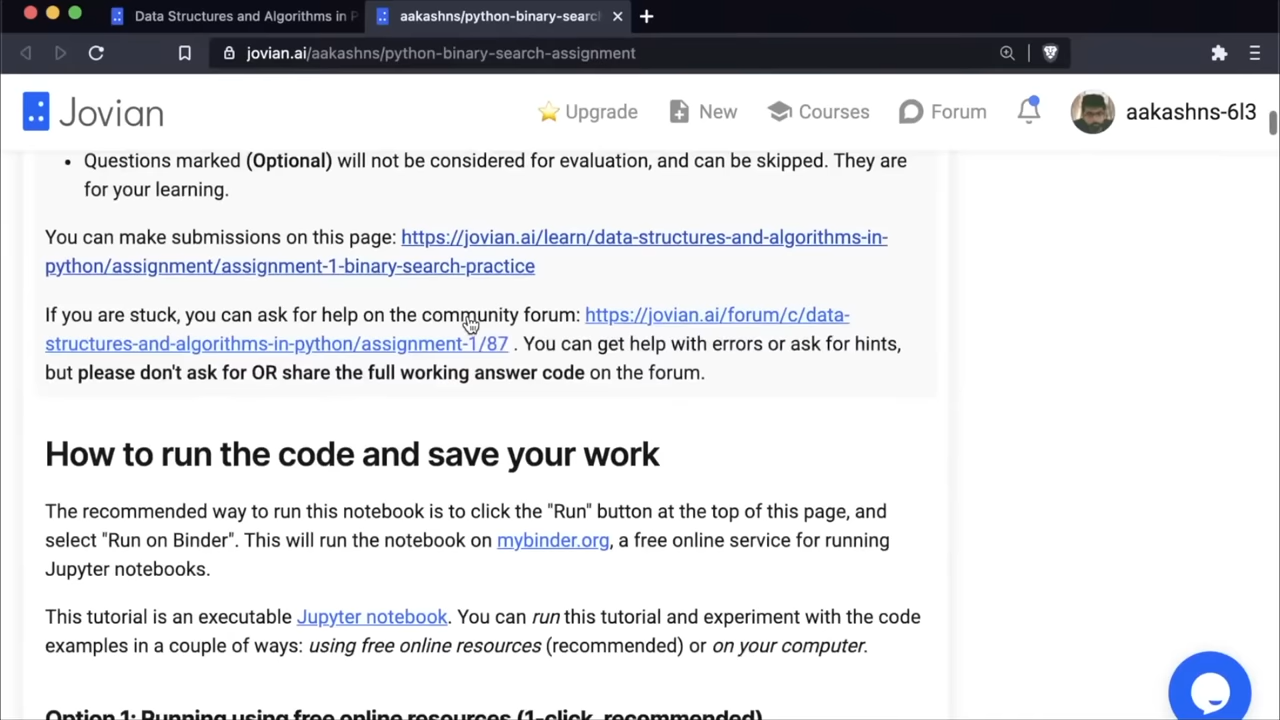 Data Structures and Algorithms in P
aakashns/python-binary-searc
jovian.ai/aakashns/python-binary-search-assignment
Jovian
Upgrade
New
Courses
Forum
aakashns-6l3
• Questions marked (Optional) will not be considered for evaluation, and can be skipped. They are
for your learning.
You can make submissions on this page: https://jovian.ai/learn/data-structures-and-algorithms-in-
python/assignment/assignment-1-binary-search-practice
If you are stuck, you can ask for help on the community forum: https://jovian.ai/forum/c/data-
structures-and-algorithms-in-python/assignment-1/87 . You can get help with errors or ask for hints,
but please don't ask for OR share the full working answer code on the forum.
How to run the code and save your work
The recommended way to run this notebook is to click the "Run" button at the top of this page, and
select "Run on Binder". This will run the notebook on mybinder.org, a free online service for running
Jupyter notebooks.
This tutorial is an executable Jupyter notebook. You can run this tutorial and experiment with the code
examples in a couple of ways: using free online resources (recommended) or on your computer.
Option 1: Running using free online resources (1-click, recommended)